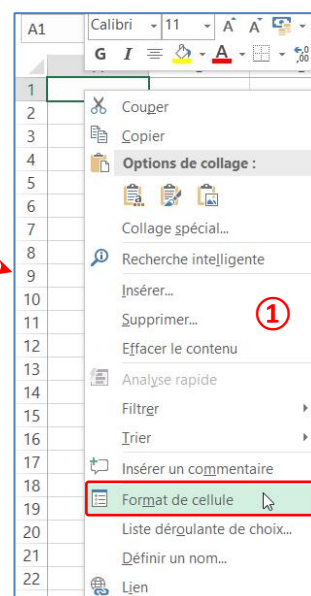 A1
Calibri 11 A A
G I A ,00
1
2
3
4
5
6
7
8
9
10
11
12
13
14
15
16
17
18
19
20
21
22
Couper
Copier
Options de collage :
Collage spécial...
Recherche intelligente
Insérer...
Supprimer...
1
Effacer le contenu
Analyse rapide
Filtrer
Trier
Insérer un commentaire
Format de cellule
Liste déroulante de choix...
Définir un nom...
Lien